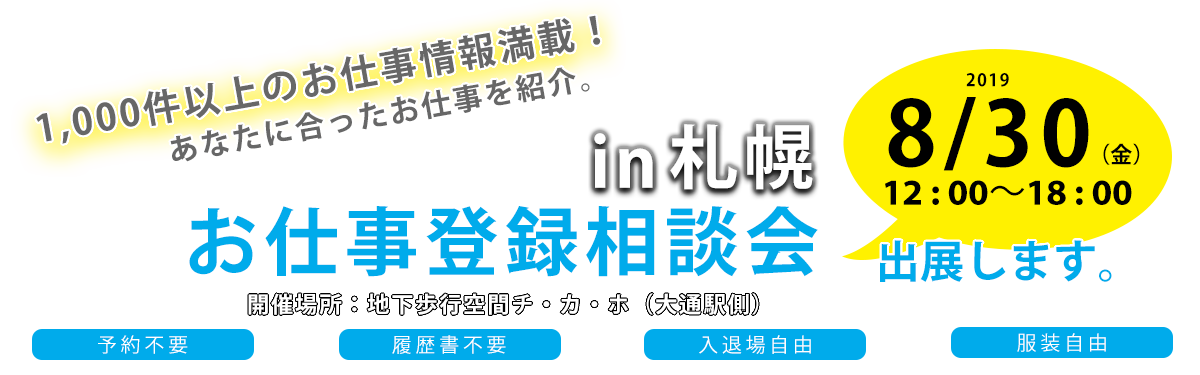 1,000件以上のお仕事情報満載！
あなたに合ったお仕事を紹介。
in 札幌
お仕事登録相談会
2019
8/30（金）
12：00〜18：00
出展します。
開催場所：地下歩行空間チ・カ・ホ（大通駅側）
予約不要
履歴書不要
入退場自由
服装自由